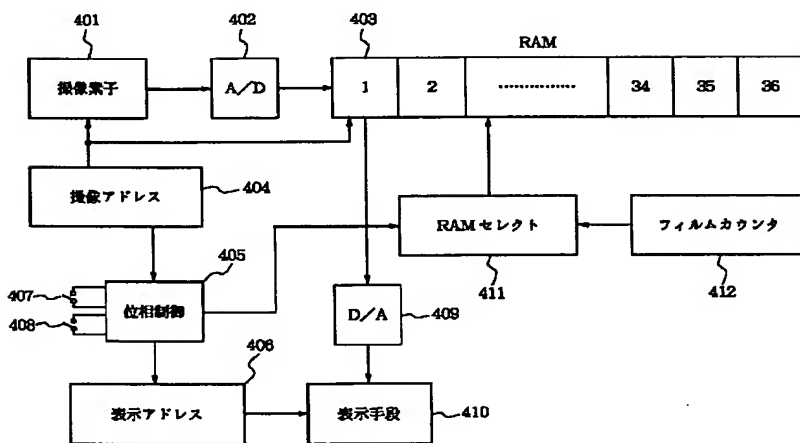 401
402
403
RAM
撮像素子
A/D
1
2
34
35
36
撮像アドレス
404
RAMセレクト
フィルムカウンタ
411
412
405
407
408
位相制御
D/A
409
406
表示アドレス
表示手段
410